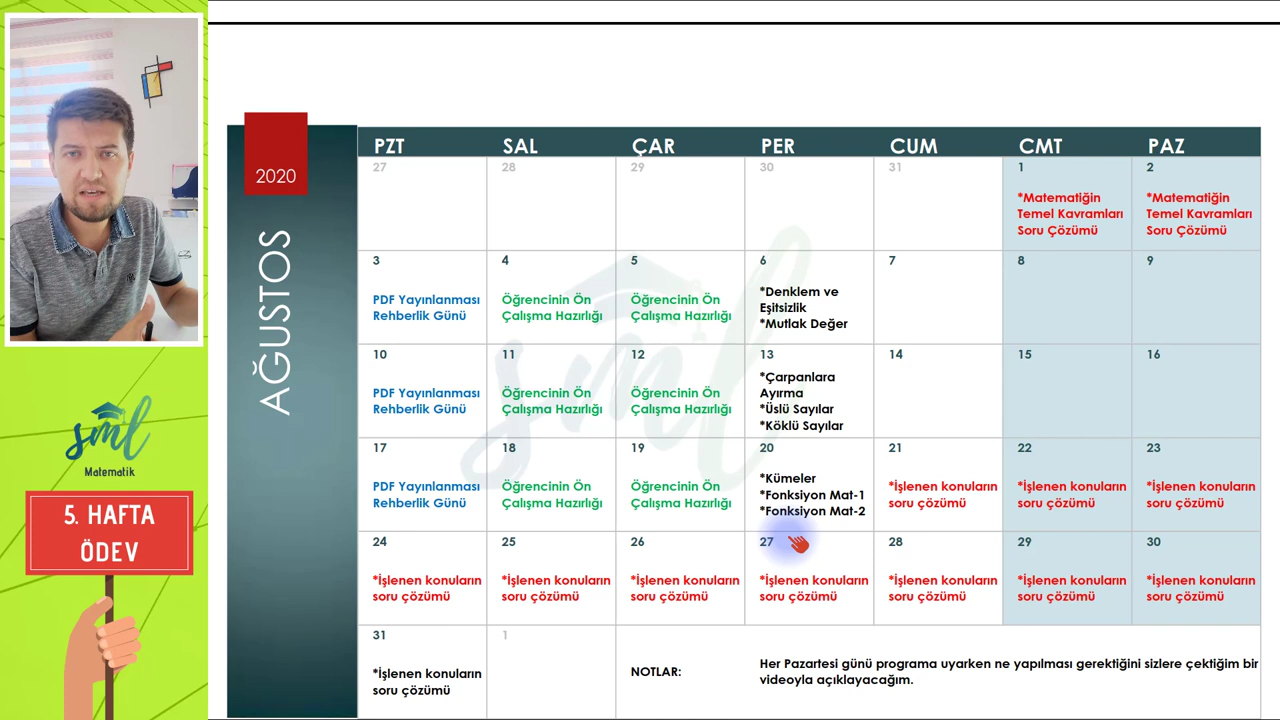 sml
Matematik
5. HAFTA
ÖDEV
2020
AĞUSTOS
PZT SAL ÇAR PER CUM CMT PAZ
27 28 29 30 31 1 2
*Matematiğin
Temel Kavramları
Soru Çözümü
*Matematiğin
Temel Kavramları
Soru Çözümü
3 4 5 6 7 8 9
PDF Yayınlanması
Rehberlik Günü
Öğrencinin Ön
Çalışma Hazırlığı
Öğrencinin Ön
Çalışma Hazırlığı
*Denklem ve
Eşitsizlik
*Mutlak Değer
10 11 12 13 14 15 16
PDF Yayınlanması
Rehberlik Günü
Öğrencinin Ön
Çalışma Hazırlığı
Öğrencinin Ön
Çalışma Hazırlığı
*Çarpanlara
Ayırma
*Üslü Sayılar
*Köklü Sayılar
17 18 19 20 21 22 23
PDF Yayınlanması
Rehberlik Günü
Öğrencinin Ön
Çalışma Hazırlığı
Öğrencinin Ön
Çalışma Hazırlığı
*Kümeler
*Fonksiyon Mat-1
*Fonksiyon Mat-2
*İşlenen konuların
soru çözümü
*İşlenen konuların
soru çözümü
*İşlenen konuların
soru çözümü
24 25 26 27 28 29 30
*İşlenen konuların
soru çözümü
*İşlenen konuların
soru çözümü
*İşlenen konuların
soru çözümü
*İşlenen konuların
soru çözümü
*İşlenen konuların
soru çözümü
*İşlenen konuların
soru çözümü
*İşlenen konuların
soru çözümü
31 1
*İşlenen konuların
soru çözümü
NOTLAR:
Her Pazartesi günü programa uyarken ne yapılması gerektiğini sizlere çektiğim bir
videoyla açıklayacağım.
sml